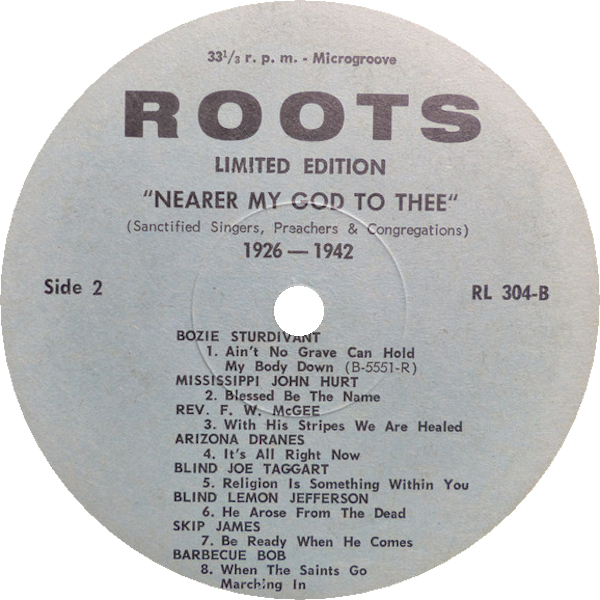 33¹/₃ r. p. m. - Microgroove
ROOTS
LIMITED EDITION
“NEARER MY GOD TO THEE“
(Sanctified Singers, Preachers & Congregations)
1926 — 1942
Side 2
RL 304-B
BOZIE STURDIVANT
1. Ain't No Grave Can Hold
My Body Down (B-5551-R)
MISSISSIPPI JOHN HURT
2. Blessed Be The Name
REV. F. W. McGEE
3. With His Stripes We Are Healed
ARIZONA DRANES
4. It's All Right Now
BLIND JOE TAGGART
5. Religion Is Something Within You
BLIND LEMON JEFFERSON
6. He Arose From The Dead
SKIP JAMES
7. Be Ready When He Comes
BARBECUE BOB
8. When The Saints Go
Marching In